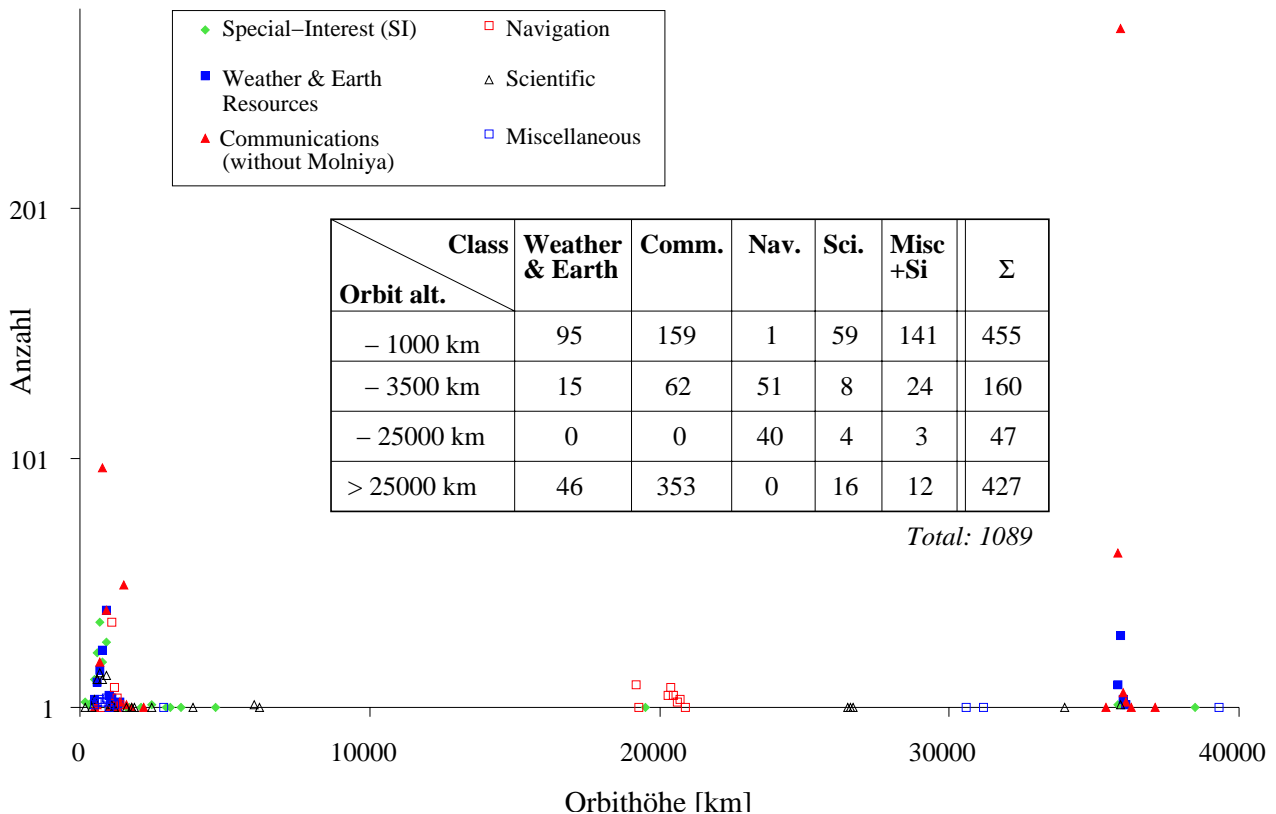 Special−Interest (SI)
Navigation
Weather & Earth
Resources
Scientific
Communications
(without Molniya)
Miscellaneous
201
101
1
Anzahl
Class Weather Comm. Nav. Sci. Misc
& Earth +Si Σ
Orbit alt.
− 1000 km 95 159 1 59 141 455
− 3500 km 15 62 51 8 24 160
− 25000 km 0 0 40 4 3 47
> 25000 km 46 353 0 16 12 427
Total: 1089
0 10000 20000 30000 40000
Orbithöhe [km]